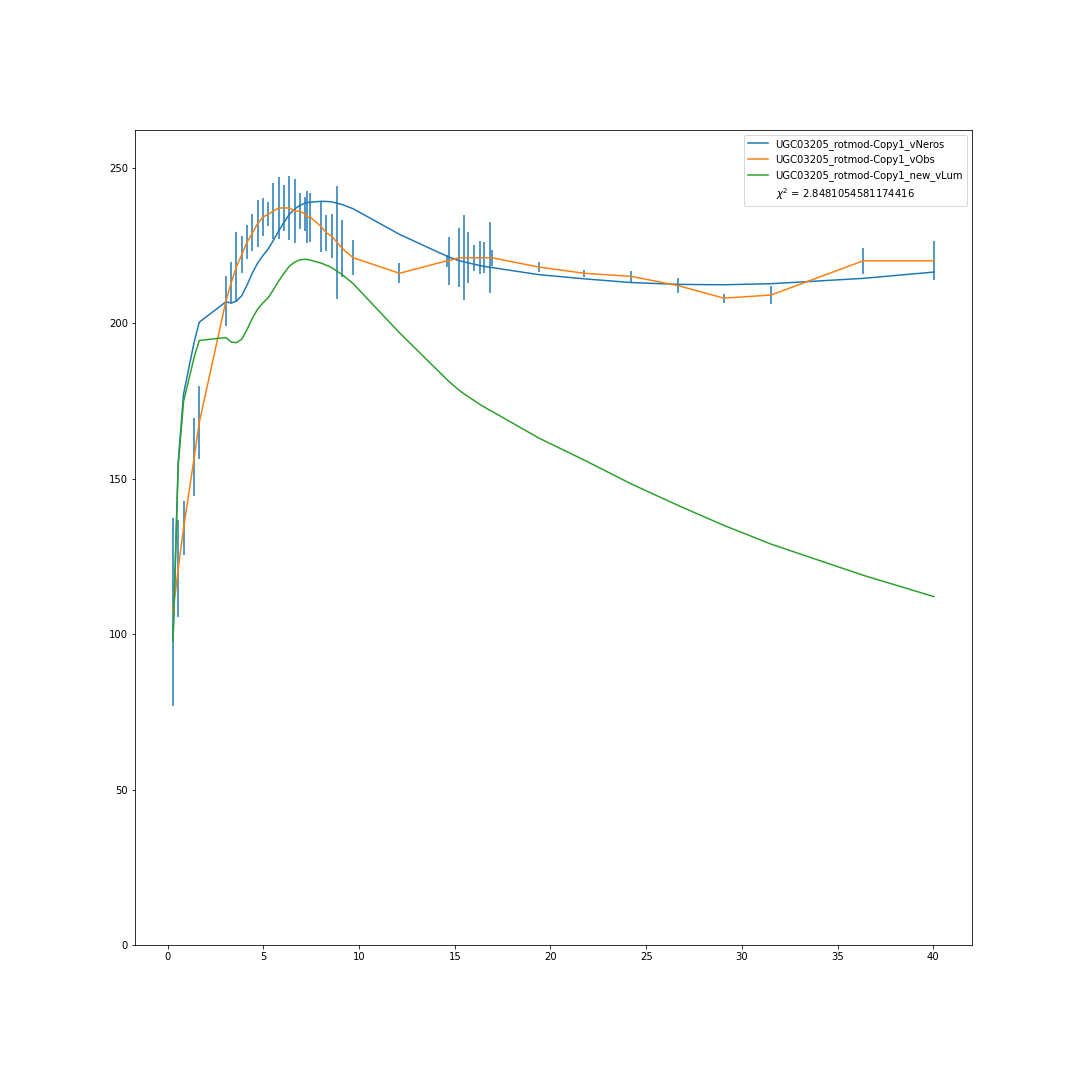 UGC03205_rotmod-Copy1_vNeros
UGC03205_rotmod-Copy1_vObs
UGC03205_rotmod-Copy1_new_vLum
χ² = 2.8481054581174416
250
200
150
100
50
0
0 5 10 15 20 25 30 35 40